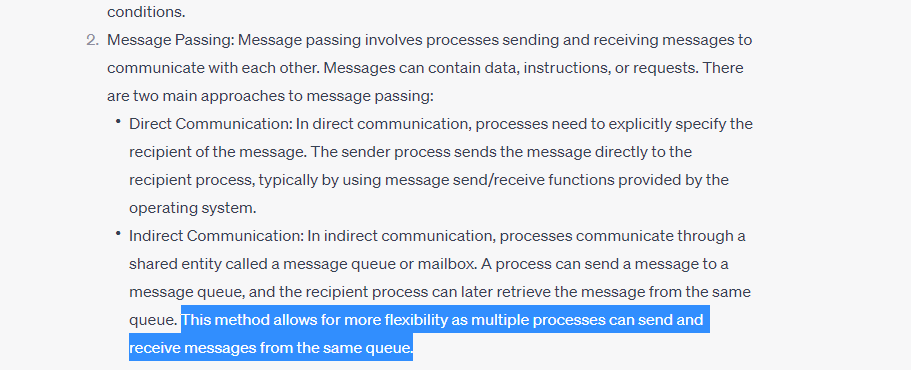 conditions.
2. Message Passing: Message passing involves processes sending and receiving messages to
communicate with each other. Messages can contain data, instructions, or requests. There
are two main approaches to message passing:
• Direct Communication: In direct communication, processes need to explicitly specify the
recipient of the message. The sender process sends the message directly to the
recipient process, typically by using message send/receive functions provided by the
operating system.
• Indirect Communication: In indirect communication, processes communicate through a
shared entity called a message queue or mailbox. A process can send a message to a
message queue, and the recipient process can later retrieve the message from the same
queue. This method allows for more flexibility as multiple processes can send and
receive messages from the same queue.